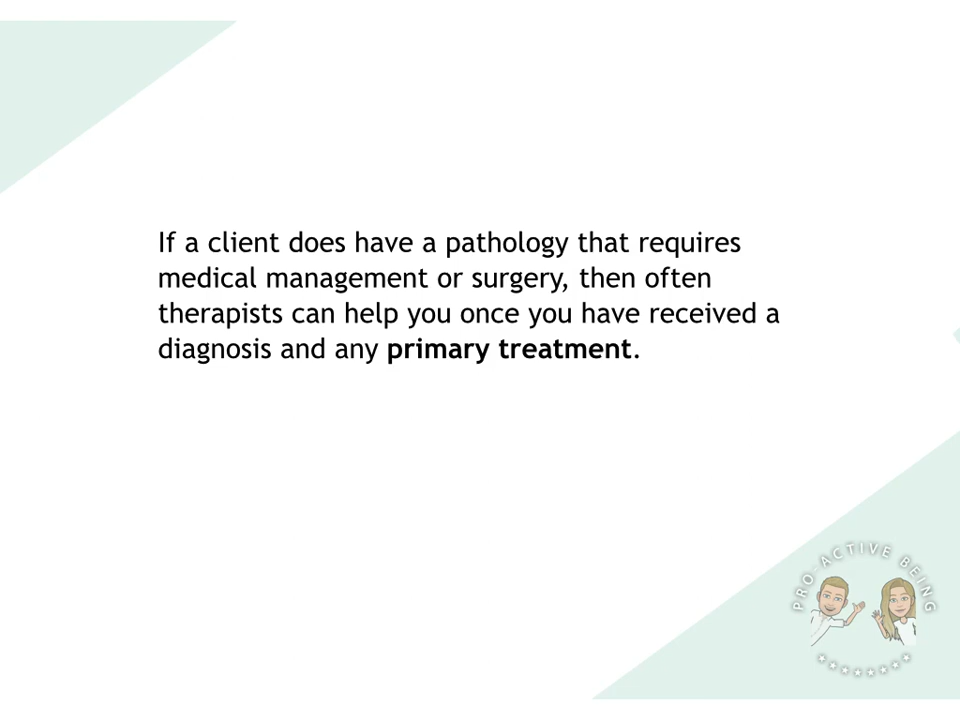 If a client does have a pathology that requires
medical management or surgery, then often
therapists can help you once you have received a
diagnosis and any primary treatment.
PRO-ACTIVE BEING